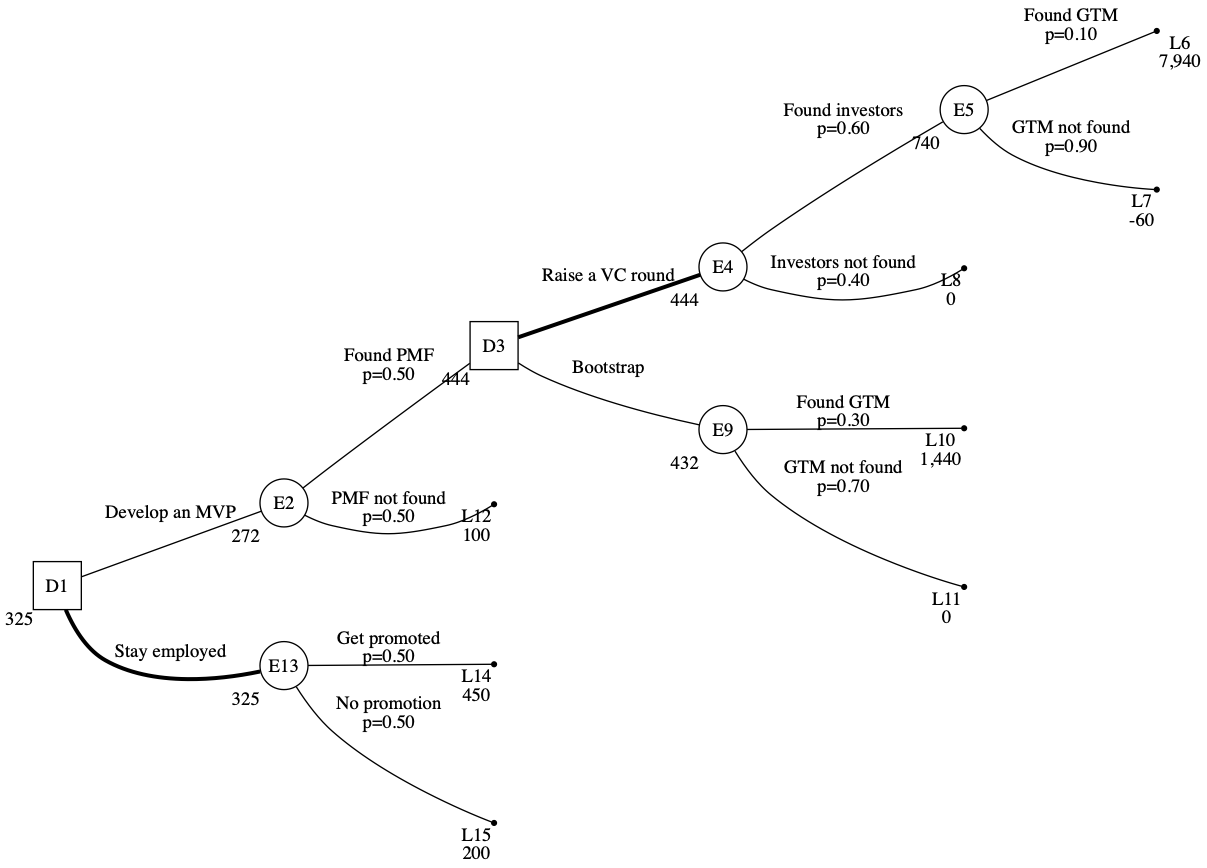 Found GTM
p=0.10
L6
7,940
E5
Found investors
p=0.60
740
GTM not found
p=0.90
L7
-60
E4
Raise a VC round
444
Investors not found
p=0.40
L8
0
D3
Found PMF
p=0.50
444
Bootstrap
E9
432
Found GTM
p=0.30
L10
1,440
GTM not found
p=0.70
L11
0
E2
Develop an MVP
272
PMF not found
p=0.50
L12
100
D1
325
Stay employed
E13
325
Get promoted
p=0.50
L14
450
No promotion
p=0.50
L15
200